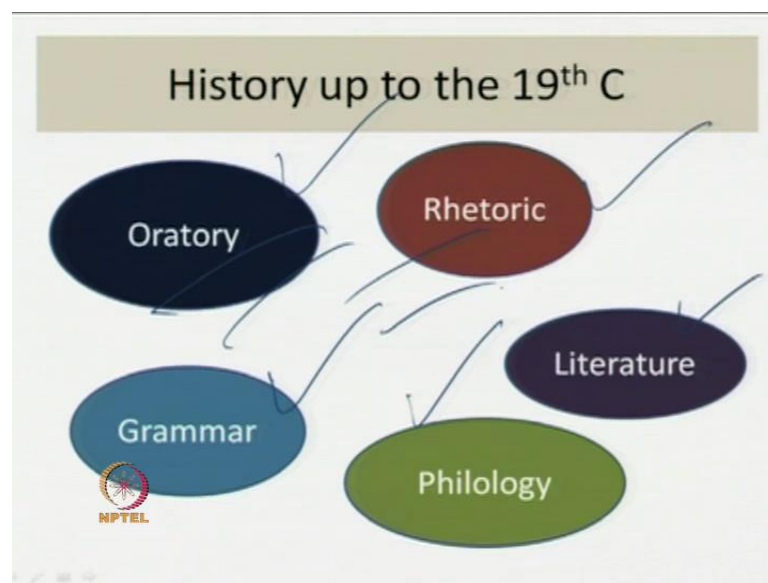 History up to the 19th C
Oratory
Rhetoric
Literature
Grammar
Philology
NPTEL